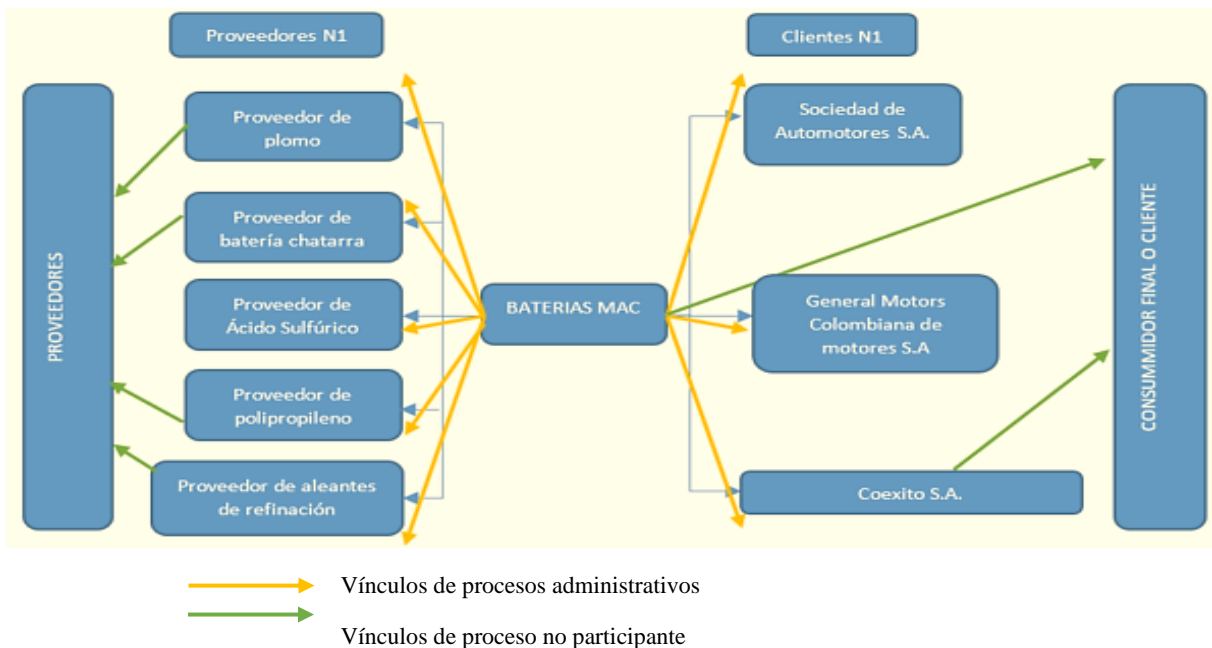 Proveedores N1
Clientes N1
PROVEEDORES
Proveedor de
plomo
Proveedor de
batería chatarra
Proveedor de
Ácido Sulfúrico
Proveedor de
polipropileno
Proveedor de aleantes
de refinación
BATERIAS MAC
Sociedad de
Automotores S.A.
General Motors
Colombiana de
motores S.A
Coexito S.A.
CONSUMMIDOR FINAL O CLIENTE
Vínculos de procesos administrativos
Vínculos de proceso no participante